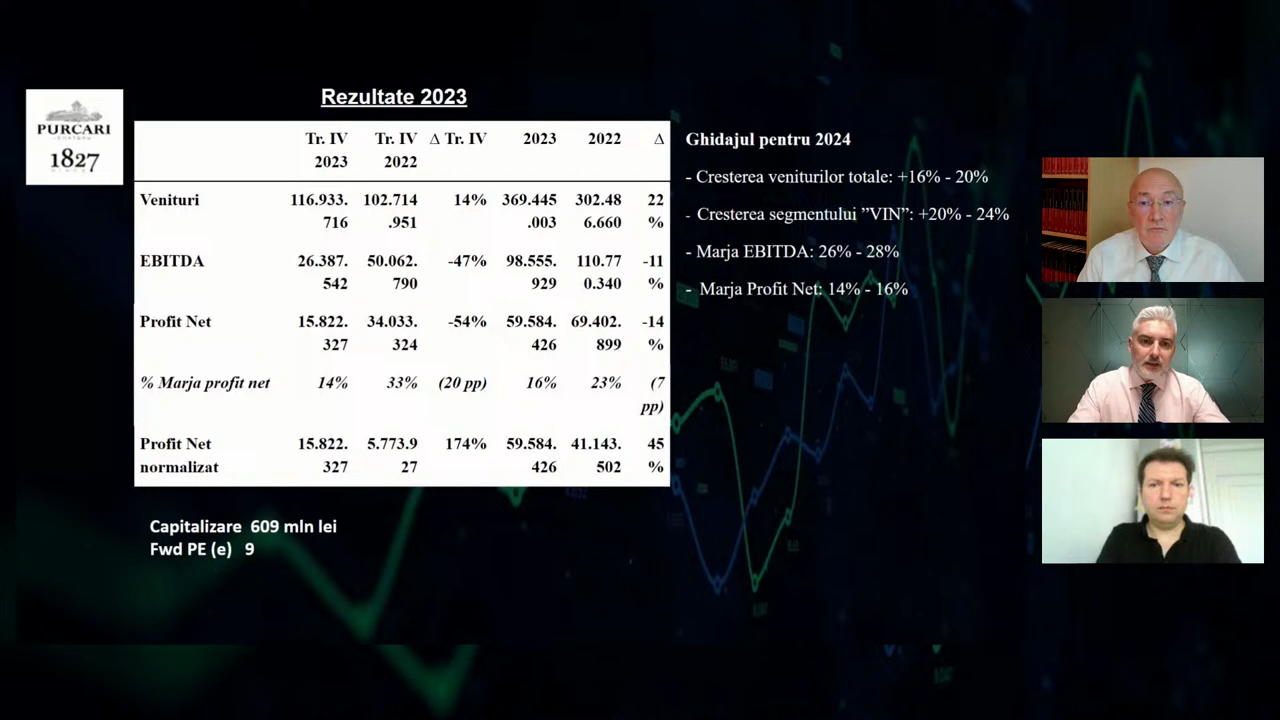 Rezultate 2023
PURCARI
CHATEAU
1827
Tr. IV Tr. IV Δ Tr. IV 2023 2022 Δ
2023 2022
Venituri 116.933. 102.714 14% 369.445 302.48 22
716 .951 .003 6.660 %
EBITDA 26.387. 50.062. -47% 98.555. 110.77 -11
542 790 929 0.340 %
Profit Net 15.822. 34.033. -54% 59.584. 69.402. -14
327 324 426 899 %
% Marja profit net 14% 33% (20 pp) 16% 23% (7
pp)
Profit Net 15.822. 5.773.9 174% 59.584. 41.143. 45
normalizat 327 27 426 502 %
Capitalizare 609 mln lei
Fwd PE (e) 9
Ghidajul pentru 2024
- Cresterea veniturilor totale: +16% - 20%
- Cresterea segmentului ”VIN”: +20% - 24%
- Marja EBITDA: 26% - 28%
- Marja Profit Net: 14% - 16%